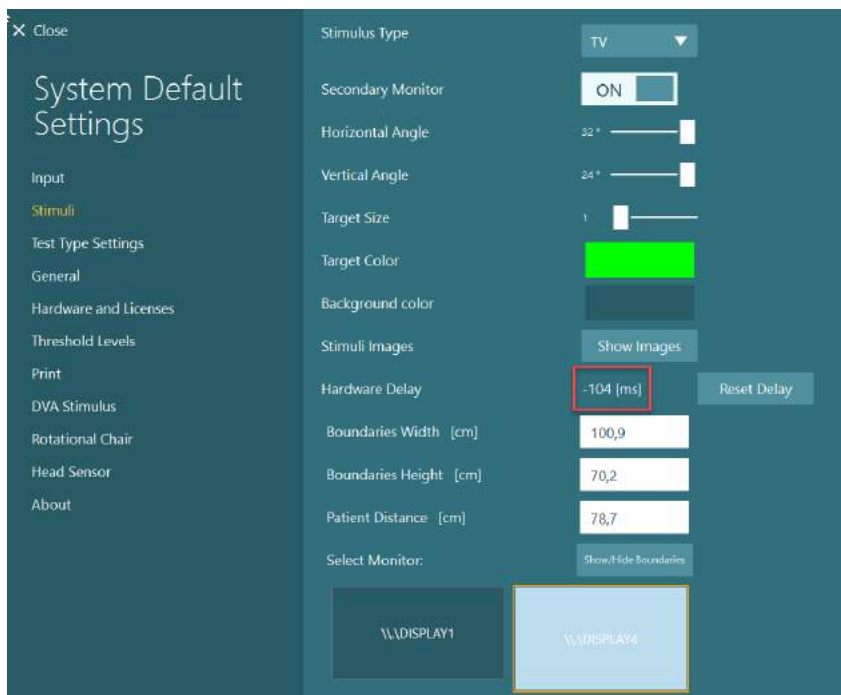 ✕ Close
System Default
Settings
Input
Stimuli
Test Type Settings
General
Hardware and Licenses
Threshold Levels
Print
DVA Stimulus
Rotational Chair
Head Sensor
About
Stimulus Type
TV
Secondary Monitor
ON
Horizontal Angle
32 °
Vertical Angle
24 °
Target Size
1
Target Color
Background color
Stimuli Images
Show Images
Hardware Delay
-104 [ms]
Reset Delay
Boundaries Width [cm]
100,9
Boundaries Height [cm]
70,2
Patient Distance [cm]
78,7
Select Monitor:
Show/Hide Boundaries
\\.\DISPLAY1
\\.\DISPLAY4